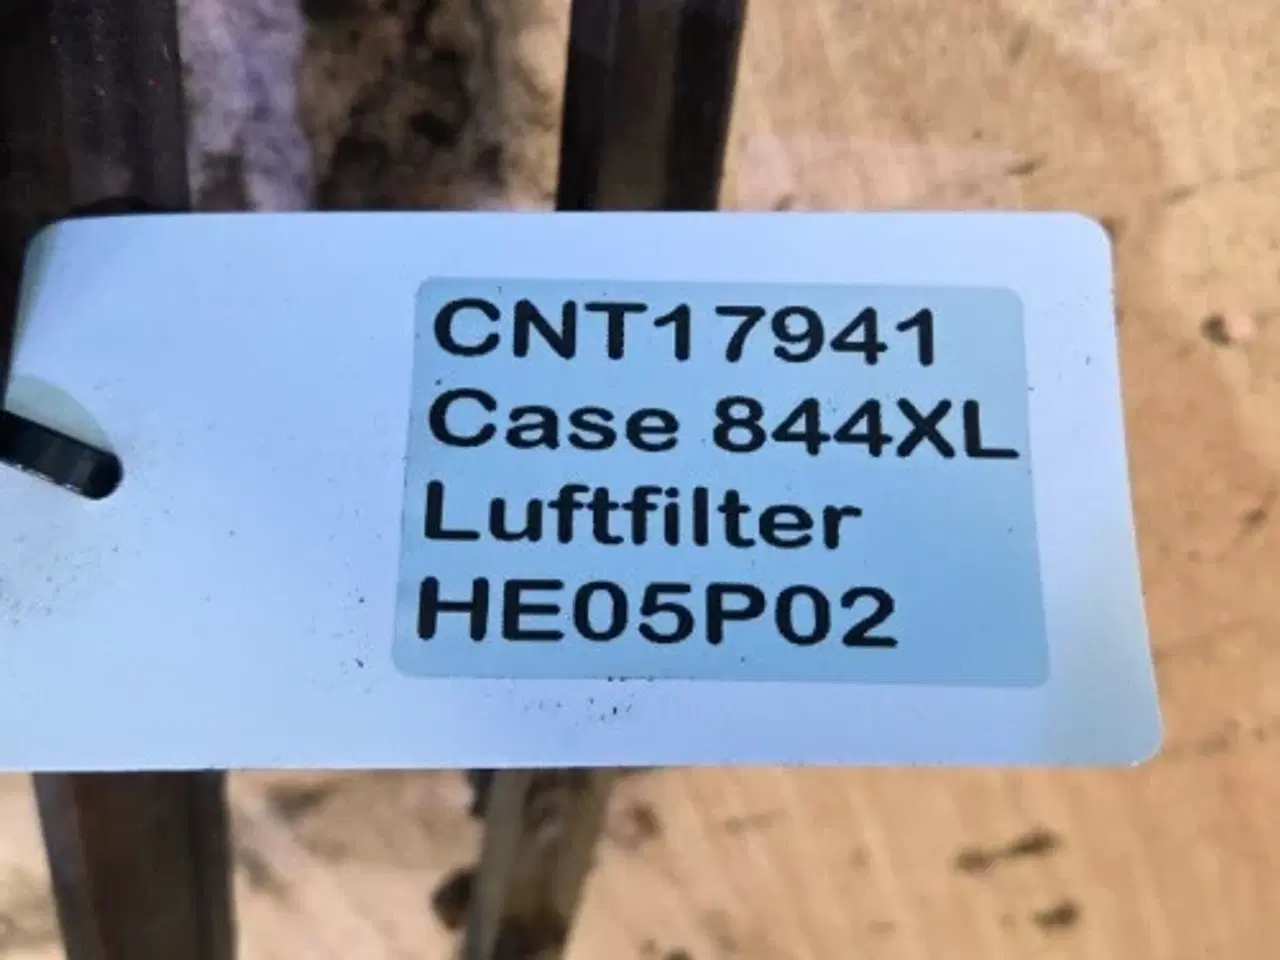 CNT17941
Case 844XL
Luftfilter
HE05P02